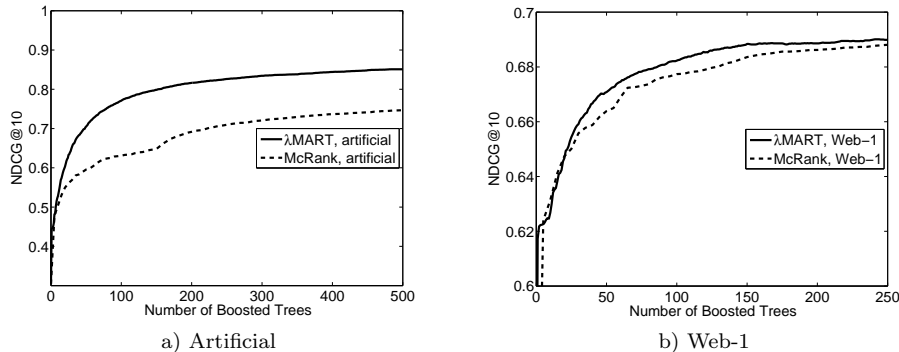 1
0.9
0.8
0.7
0.6
0.5
0.4
NDCG@10
0
100
200
300
400
500
Number of Boosted Trees
λMART, artificial
McRank, artificial
a) Artificial
0.7
0.68
0.66
0.64
0.62
0.6
NDCG@10
0
50
100
150
200
250
Number of Boosted Trees
λMART, Web−1
McRank, Web−1
b) Web-1